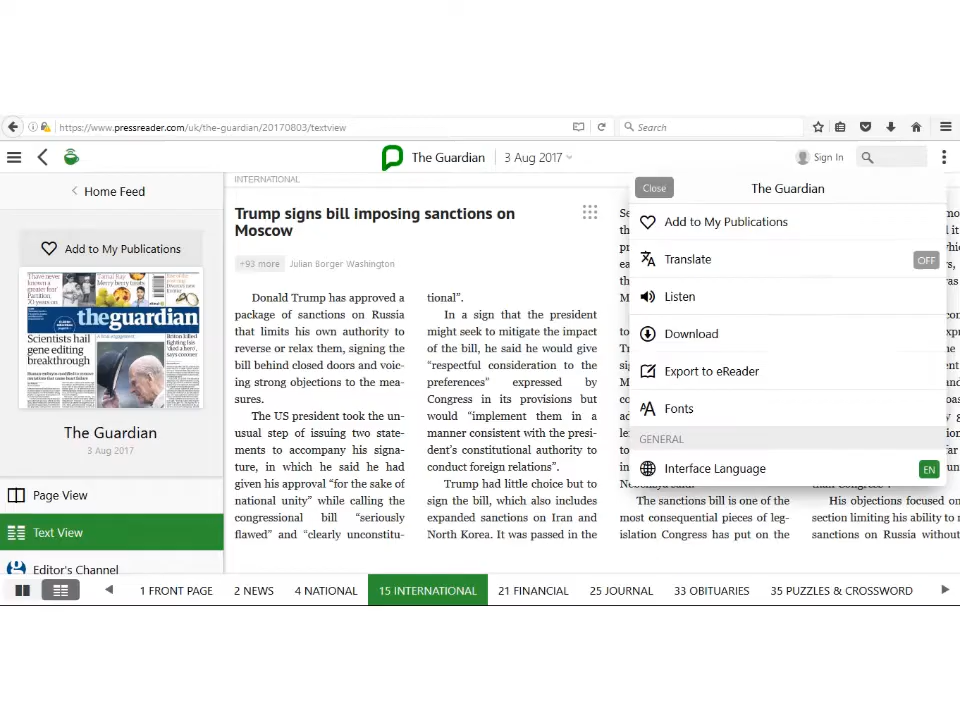 https://www.pressreader.com/uk/the-guardian/20170803/textview
Search
The Guardian
3 Aug 2017
Sign In
Home Feed
Add to My Publications
theguardian
Scientists hail
gene editing
breakthrough
The Guardian
3 Aug 2017
Page View
Text View
Editor's Channel
INTERNATIONAL
Trump signs bill imposing sanctions on
Moscow
+93 more
Julian Borger Washington
Donald Trump has approved a
package of sanctions on Russia
that limits his own authority to
reverse or relax them, signing the
bill behind closed doors and voic-
ing strong objections to the mea-
sures.
The US president took the un-
usual step of issuing two state-
ments to accompany his signa-
ture, in which he said he had
given his approval “for the sake of
national unity” while calling the
congressional bill “seriously
flawed” and “clearly unconstitu-
tional”.
In a sign that the president
might seek to mitigate the impact
of the bill, he said he would give
“respectful consideration to the
preferences” expressed by
Congress in its provisions but
would “implement them in a
manner consistent with the presi-
dent’s constitutional authority to
conduct foreign relations”.
Trump had little choice but to
sign the bill, which also includes
expanded sanctions on Iran and
North Korea. It was passed in the
The sanctions bill is one of the
most consequential pieces of leg-
islation Congress has put on the
His objections focused on
section limiting his ability to
sanctions on Russia without
Close
The Guardian
Add to My Publications
Translate
OFF
Listen
Download
Export to eReader
Fonts
GENERAL
Interface Language
EN
1 FRONT PAGE
2 NEWS
4 NATIONAL
15 INTERNATIONAL
21 FINANCIAL
25 JOURNAL
33 OBITUARIES
35 PUZZLES & CROSSWORD